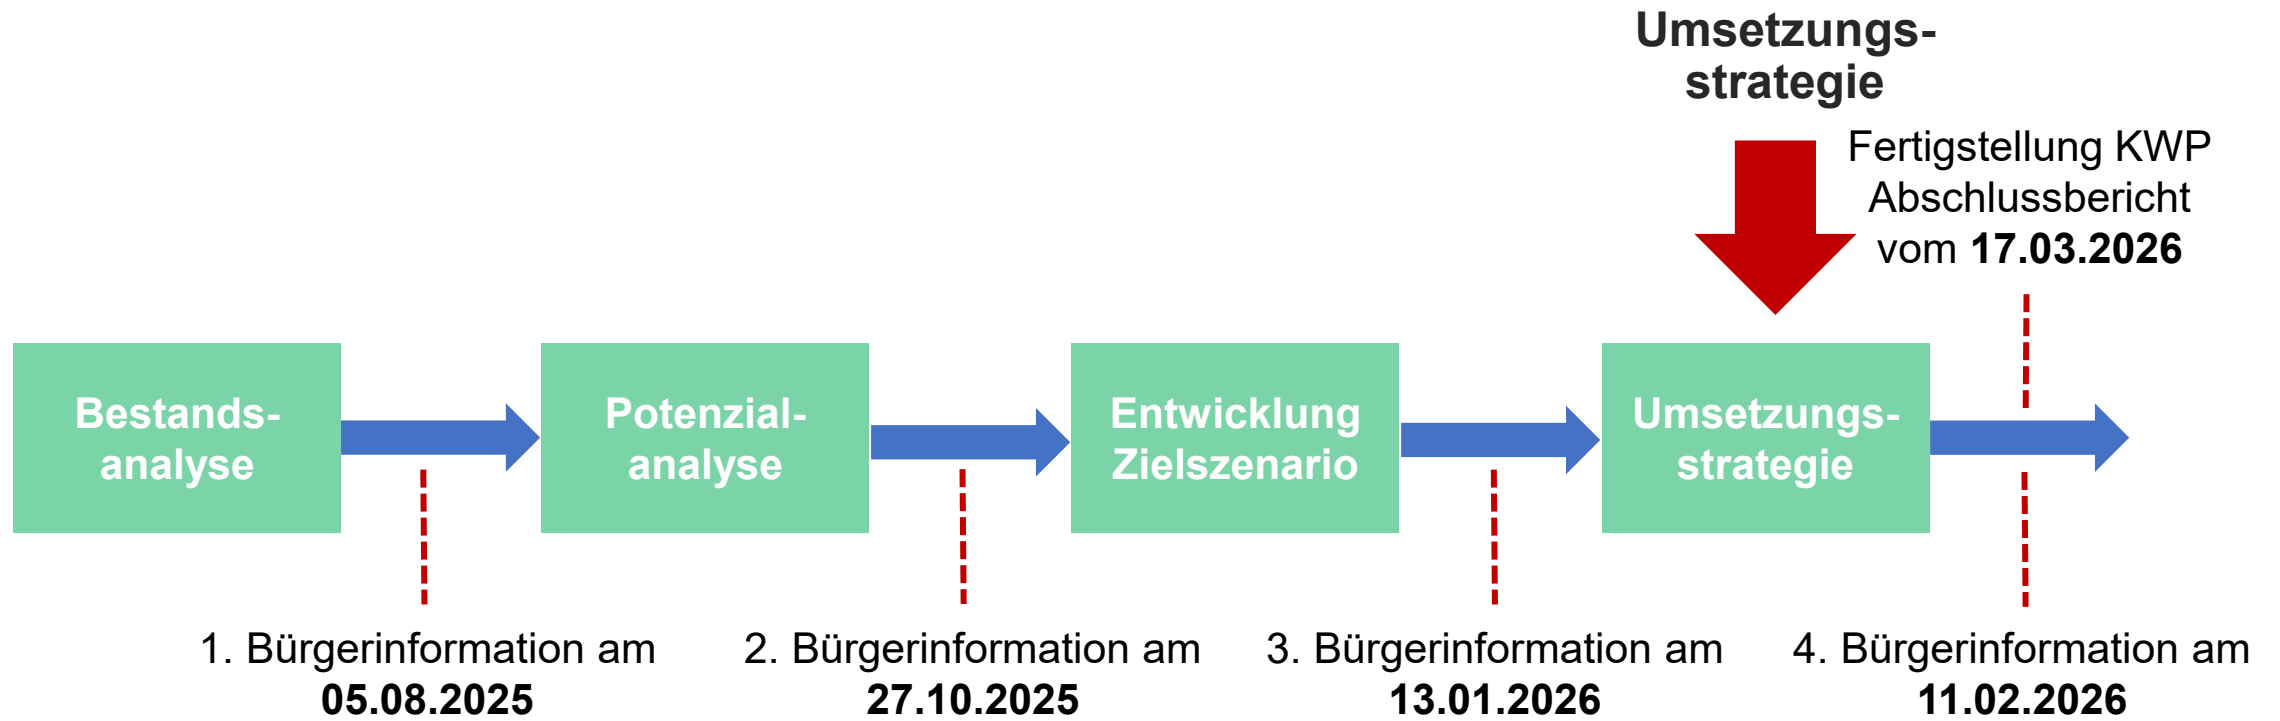 Umsetzungs-
strategie
Fertigstellung KWP
Abschlussbericht
vom 17.03.2026
Bestands-
analyse
Potenzial-
analyse
Entwicklung
Zielszenario
Umsetzungs-
strategie
1. Bürgerinformation am
05.08.2025
2. Bürgerinformation am
27.10.2025
3. Bürgerinformation am
13.01.2026
4. Bürgerinformation am
11.02.2026